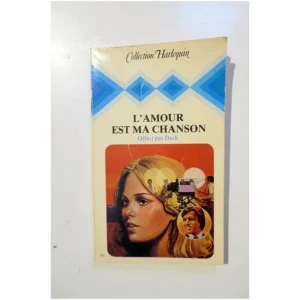 Collection Harlequin
L'AMOUR
EST MA CHANSON
Offert par Dash